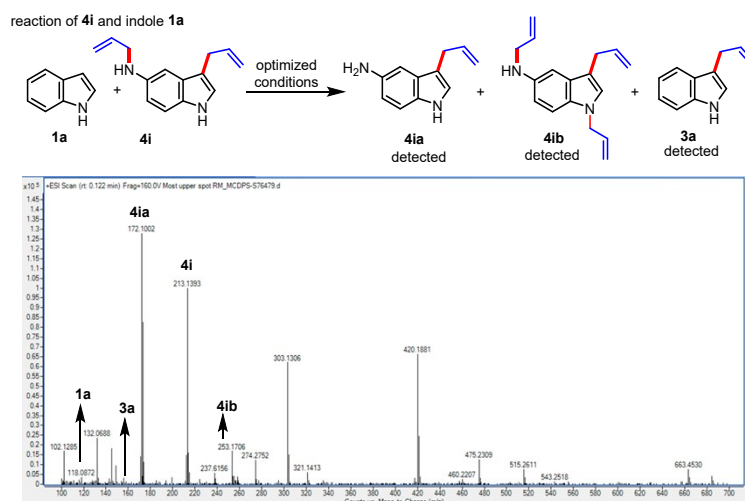 reaction of 4i and indole 1a
HN
H2N
HN
optimized
conditions
+
+
+
N
H
N
H
N
H
N
N
H
1a
4i
4ia
4ib
3a
detected
detected
detected
x10 5
+ESI Scan (rt: 0.122 min) Frag=160.0V Most upper spot RM_MCDPS-S76479.d
1.45
1.4
1.35
1.3
1.25
1.2
1.15
1.1
1.05
1
0.95
0.9
0.85
0.8
0.75
0.7
0.65
0.6
0.55
0.5
0.45
0.4
0.35
0.3
0.25
0.2
0.15
0.1
0.05
0
4ia
172.1002
4i
213.1393
420.1881
303.1306
1a
3a
4ib
132.0688
102.1285
118.0872
237.6156
253.1706
274.2752
321.1413
460.2207
475.2309
515.2611
543.2518
663.4530
100 120 140 160 180 200 220 240 260 280 300 320 340 360 380 400 420 440 460 480 500 520 540 560 580 600 620 640 660 680